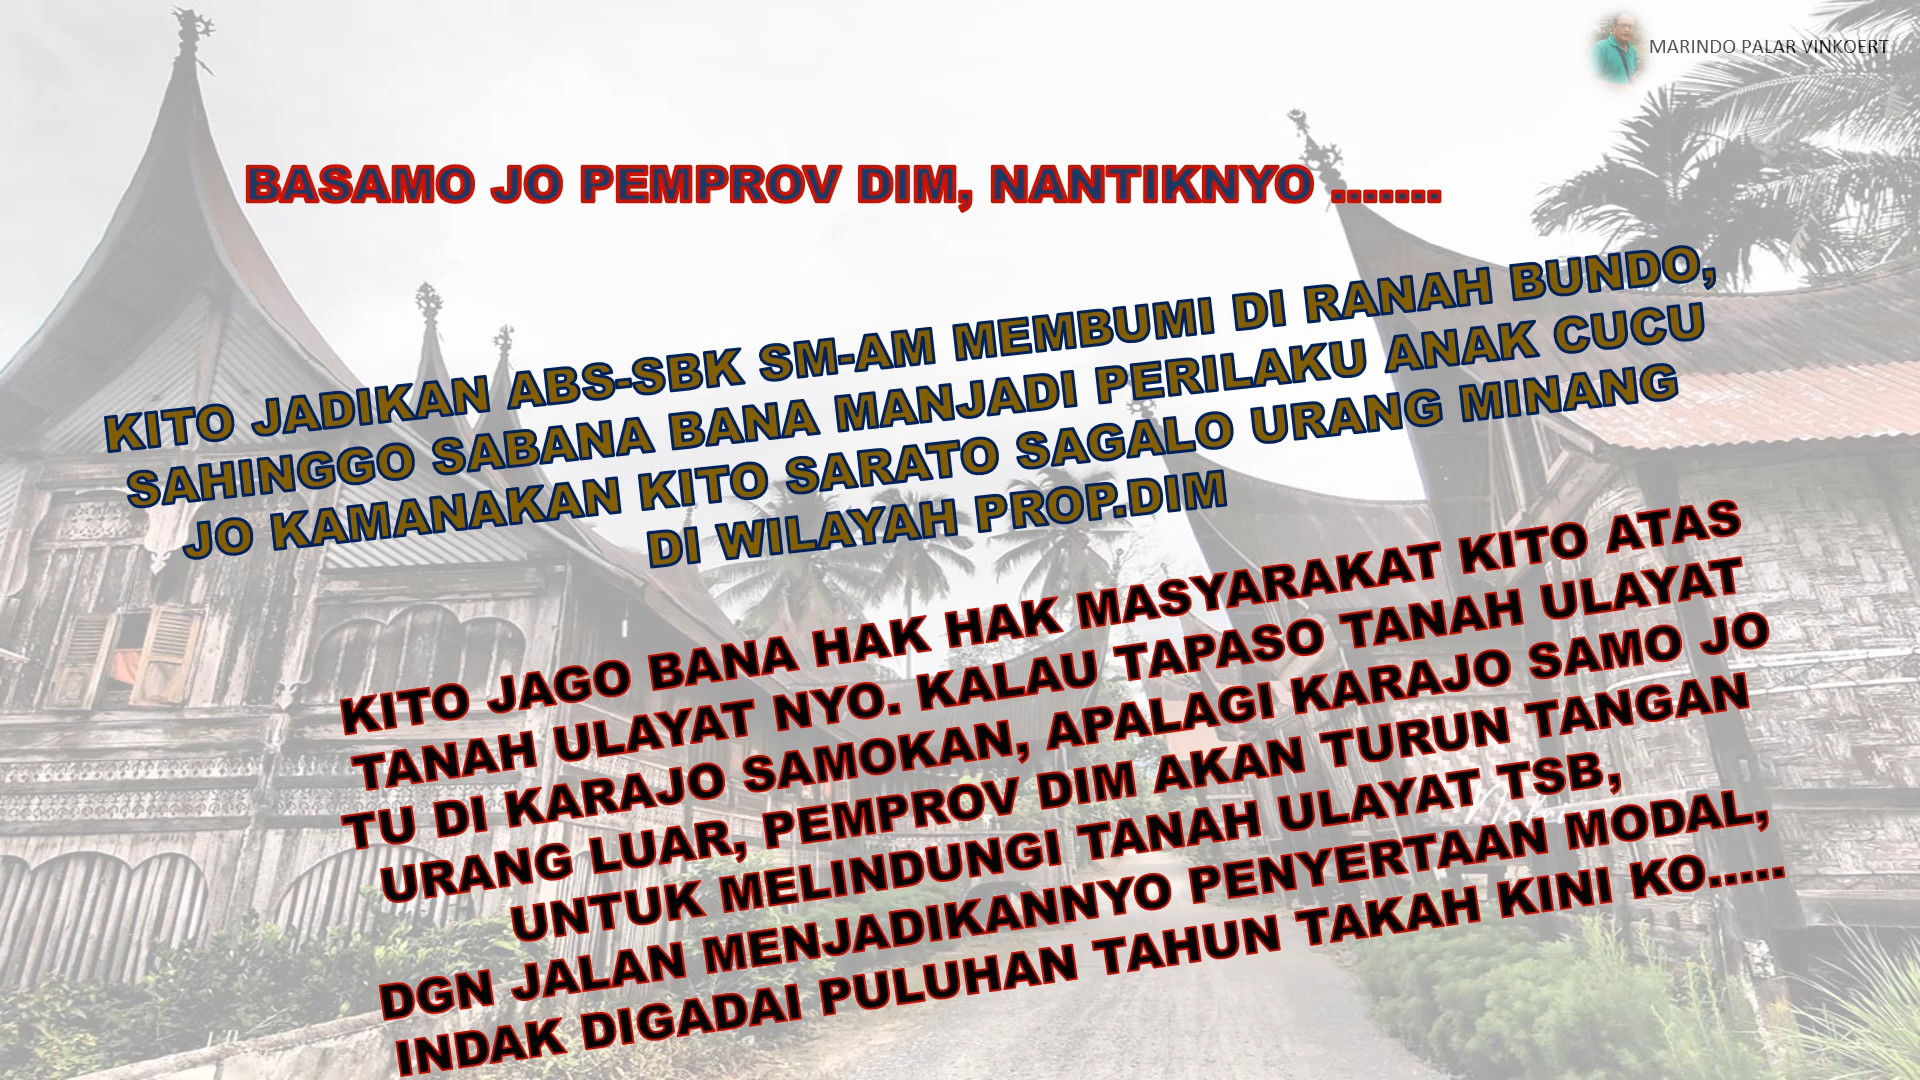 MARINDO PALAR VINKOERT
BASAMO JO PEMPROV DIM, NANTIKNYO .......
KITO JADIKAN ABS-SBK SM-AM MEMBUMI DI RANAH BUNDO,
SAHINGGO SABANA BANA MANJADI PERILAKU ANAK CUCU
JO KAMANAKAN KITO SARATO SAGALO URANG MINANG
DI WILAYAH PROP.DIM
KITO JAGO BANA HAK HAK MASYARAKAT KITO ATAS
TANAH ULAYAT NYO. KALAU TAPASO TANAH ULAYAT
TU DI KARAJO SAMOKAN, APALAGI KARAJO SAMO JO
URANG LUAR, PEMPROV DIM AKAN TURUN TANGAN
UNTUK MELINDUNGI TANAH ULAYAT TSB,
DGN JALAN MENJADIKANNYO PENYERTAAN MODAL,
INDAK DIGADAI PULUHAN TAHUN TAKAH KINI KO.....